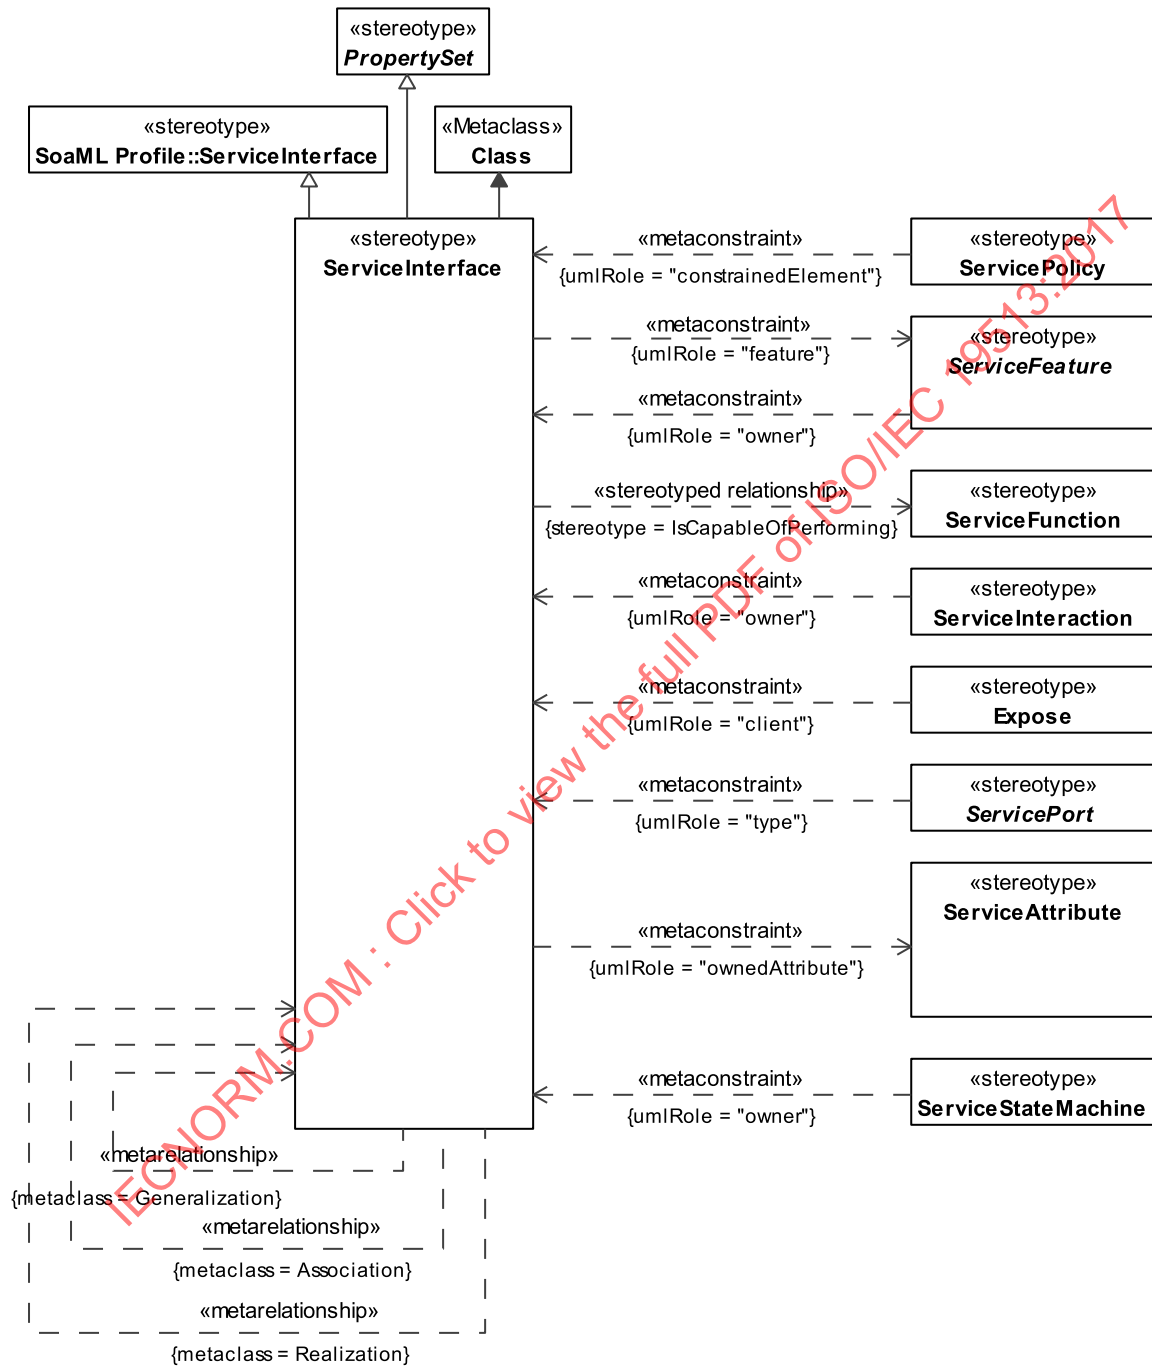 «stereotype»
PropertySet
«stereotype»
SoaML Profile::ServiceInterface
«Metaclass»
Class
«stereotype»
ServiceInterface
«metaconstraint»
{umlRole = "constrainedElement"}
«stereotype»
ServicePolicy
«metaconstraint»
{umlRole = "feature"}
«stereotype»
ServiceFeature
«metaconstraint»
{umlRole = "owner"}
«stereotyped relationship»
{stereotype = IsCapableOfPerforming}
«stereotype»
ServiceFunction
«metaconstraint»
{umlRole = "owner"}
«stereotype»
ServiceInteraction
«metaconstraint»
{umlRole = "client"}
«stereotype»
Expose
«metaconstraint»
{umlRole = "type"}
«stereotype»
ServicePort
«stereotype»
ServiceAttribute
«metaconstraint»
{umlRole = "ownedAttribute"}
«metaconstraint»
{umlRole = "owner"}
«stereotype»
ServiceStateMachine
«metarelationship»
{metaclass = Generalization}
«metarelationship»
{metaclass = Association}
«metarelationship»
{metaclass = Realization}
IECNORM.COM : Click to view the full PDF of ISO/IEC 19513:2017